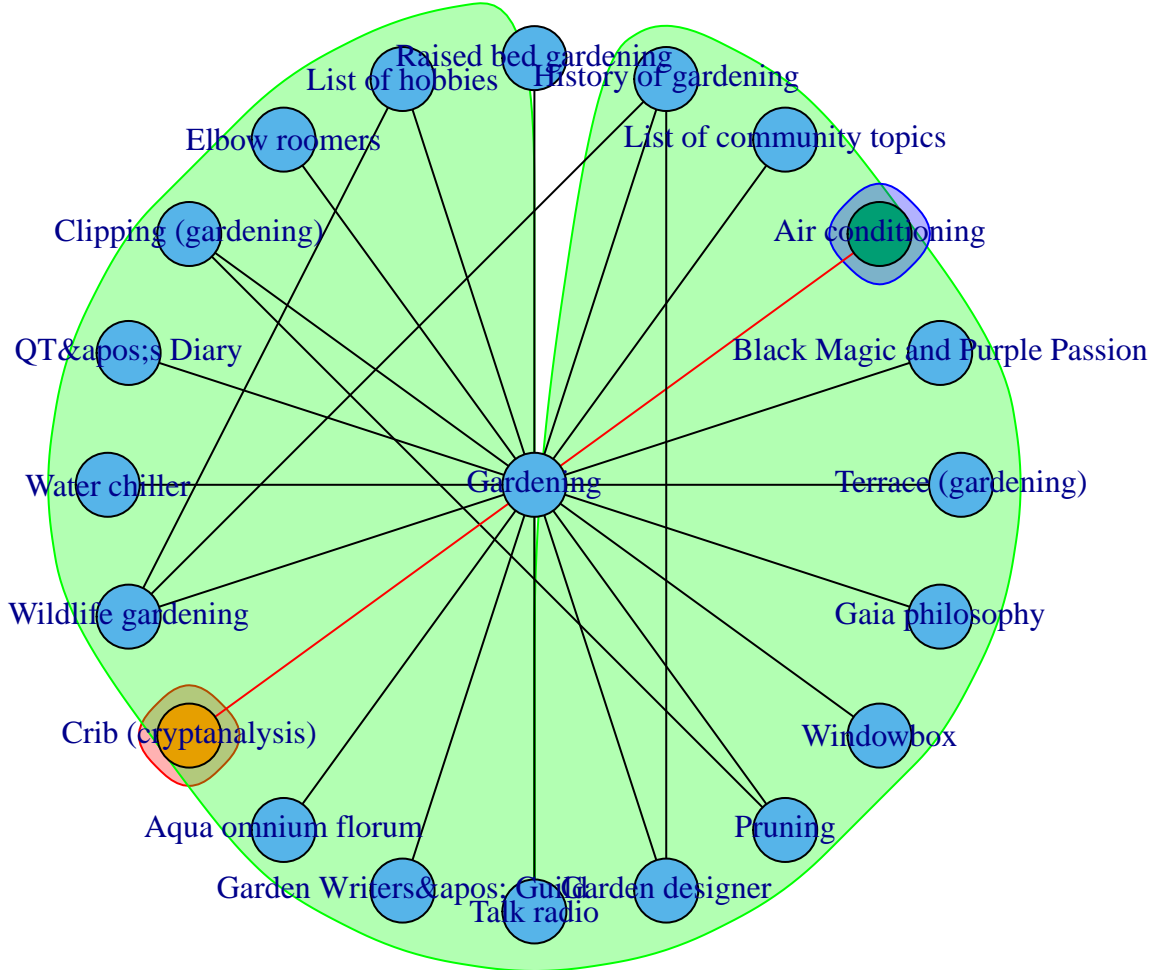 Raised bed gardening
List of hobbies
History of gardening
Elbow roomers
List of community topics
Clipping (gardening)
Air conditioning
QT&apos;s Diary
Black Magic and Purple Passion
Gardening
Water chiller
Terrace (gardening)
Wildlife gardening
Gaia philosophy
Crib (cryptanalysis)
Windowbox
Aqua omnium florum
Pruning
Garden Writers&apos; Guild
Garden designer
Talk radio